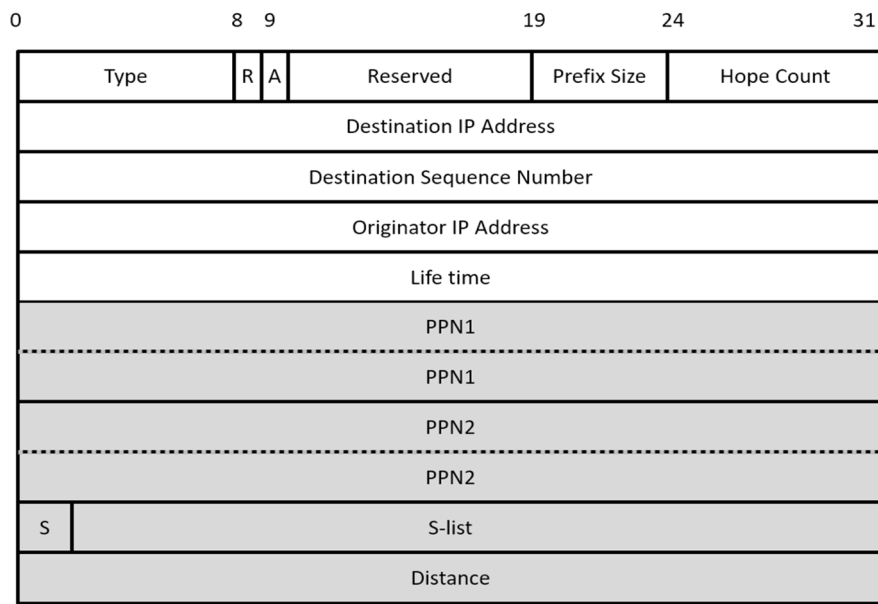 0 8 9 19 24 31
Type R A Reserved Prefix Size Hope Count
Destination IP Address
Destination Sequence Number
Originator IP Address
Life time
PPN1
PPN1
PPN2
PPN2
S S-list
Distance